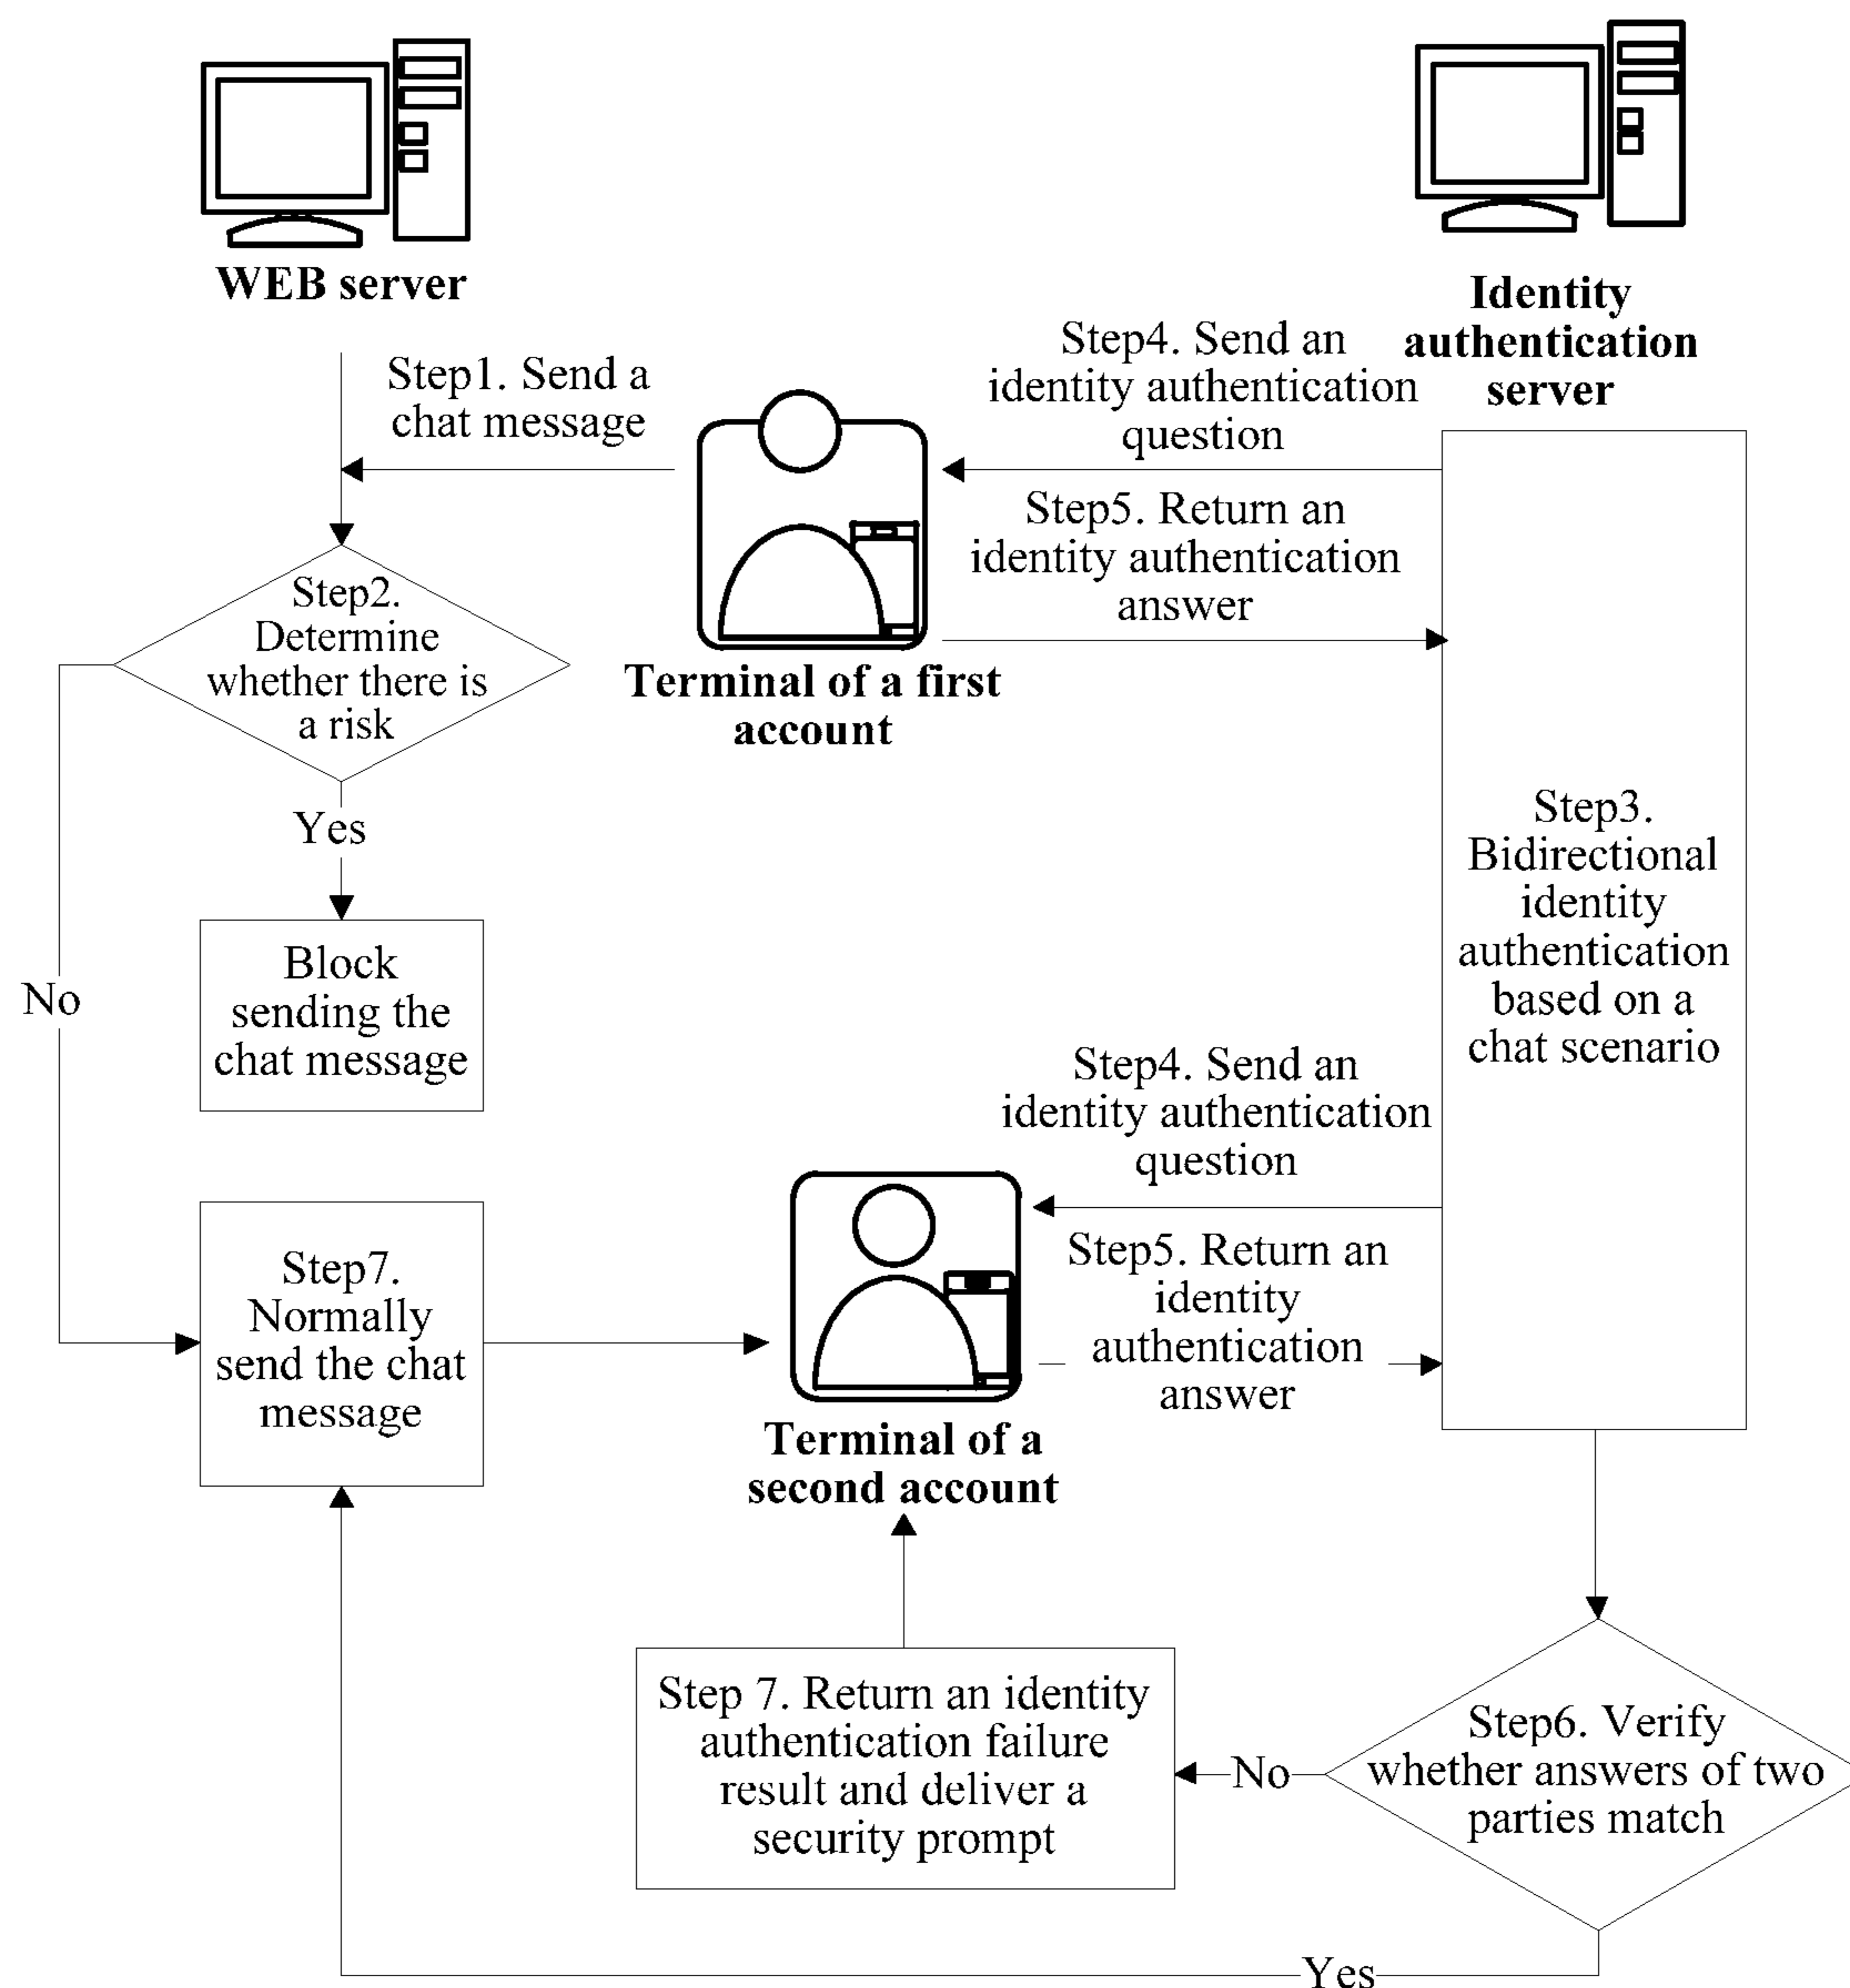 WEB server
Identity
authentication
server
Step1. Send a
chat message
Step4. Send an
identity authentication
question
Step5. Return an
identity authentication
answer
Step2.
Determine
whether there is
a risk
Terminal of a first
account
Yes
No
Block
sending the
chat message
Step3.
Bidirectional
identity
authentication
based on a
chat scenario
Step4. Send an
identity authentication
question
Step5. Return an
identity
authentication
answer
Step7.
Normally
send the chat
message
Terminal of a
second account
Step 7. Return an identity
authentication failure
result and deliver a
security prompt
No
Step6. Verify
whether answers of two
parties match
Yes